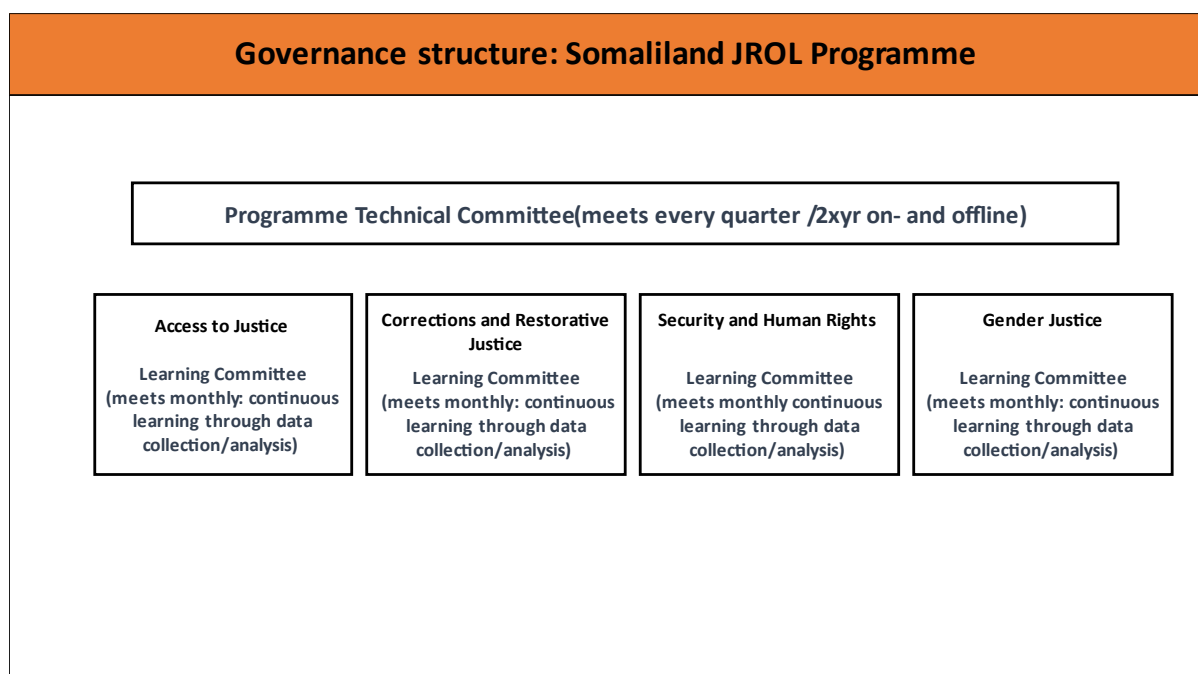 Governance structure: Somaliland JROL Programme
Programme Technical Committee(meets every quarter /2xyr on- and offline)
Access to Justice
Learning Committee
(meets monthly: continuous
learning through data
collection/analysis)
Corrections and Restorative
Justice
Learning Committee
(meets monthly: continuous
learning through data
collection/analysis)
Security and Human Rights
Learning Committee
(meets monthly continuous
learning through data
collection/analysis)
Gender Justice
Learning Committee
(meets monthly: continuous
learning through data
collection/analysis)